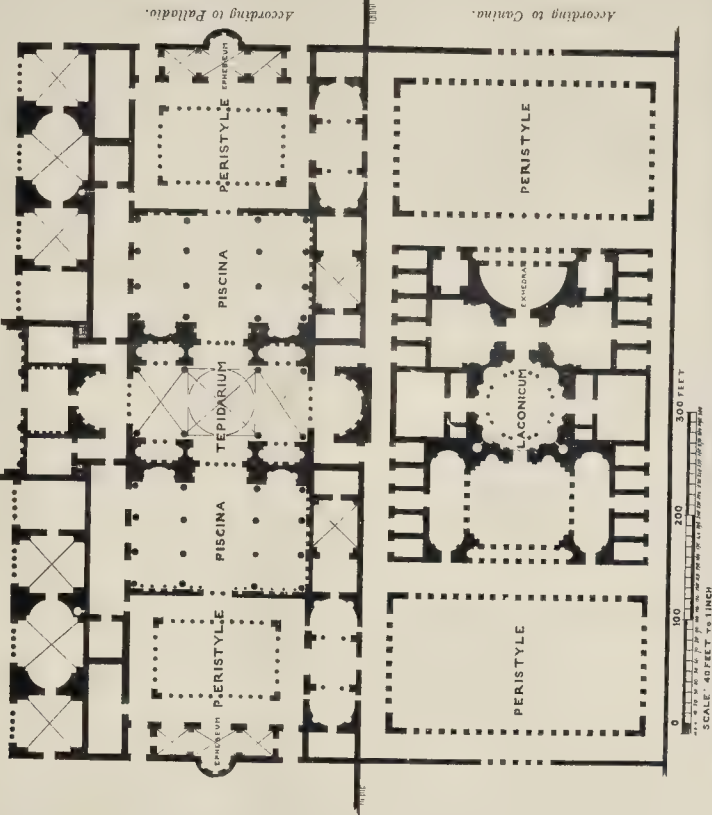 According to Palladio.
According to Canina.
EPHEBEUM
PERISTYLE
PERISTYLE
PISCINA
EXHEDRA
TEPIDARIUM
LACONICUM
PISCINA
PERISTYLE
PERISTYLE
EPHEBEUM
0 100 200 300 FEET
SCALE 40 FEET TO 1 INCH